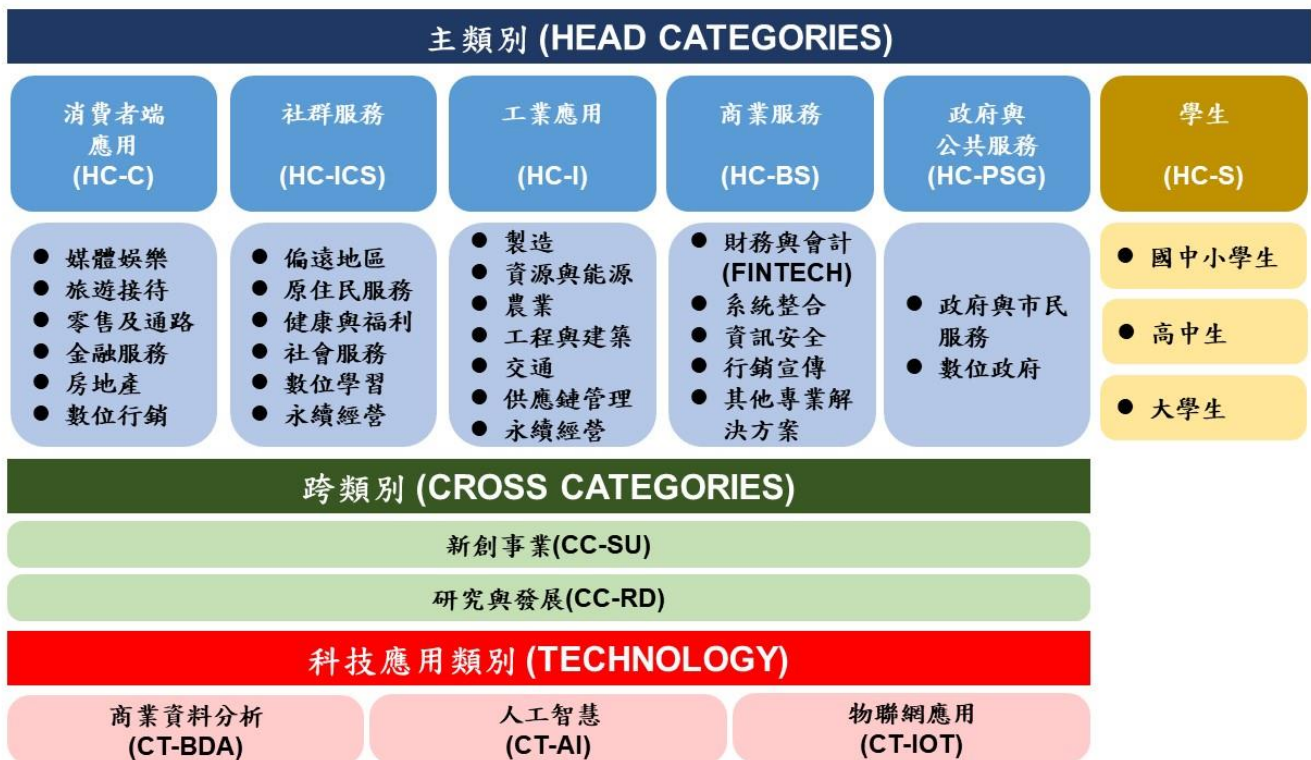 主類別 (HEAD CATEGORIES)
消費者端
應用
(HC-C)
社群服務
(HC-ICS)
工業應用
(HC-I)
商業服務
(HC-BS)
政府與
公共服務
(HC-PSG)
學生
(HC-S)
● 媒體娛樂
● 旅遊接待
● 零售及通路
● 金融服務
● 房地產
● 數位行銷
● 偏遠地區
● 原住民服務
● 健康與福利
● 社會服務
● 數位學習
● 永續經營
● 製造
● 資源與能源
● 農業
● 工程與建築
● 交通
● 供應鏈管理
● 永續經營
● 財務與會計
(FINTECH)
● 系統整合
● 資訊安全
● 行銷宣傳
● 其他專業解
決方案
● 政府與市民
服務
● 數位政府
● 國中小學生
● 高中生
● 大學生
跨類別 (CROSS CATEGORIES)
新創事業(CC-SU)
研究與發展(CC-RD)
科技應用類別 (TECHNOLOGY)
商業資料分析
(CT-BDA)
人工智慧
(CT-AI)
物聯網應用
(CT-IOT)